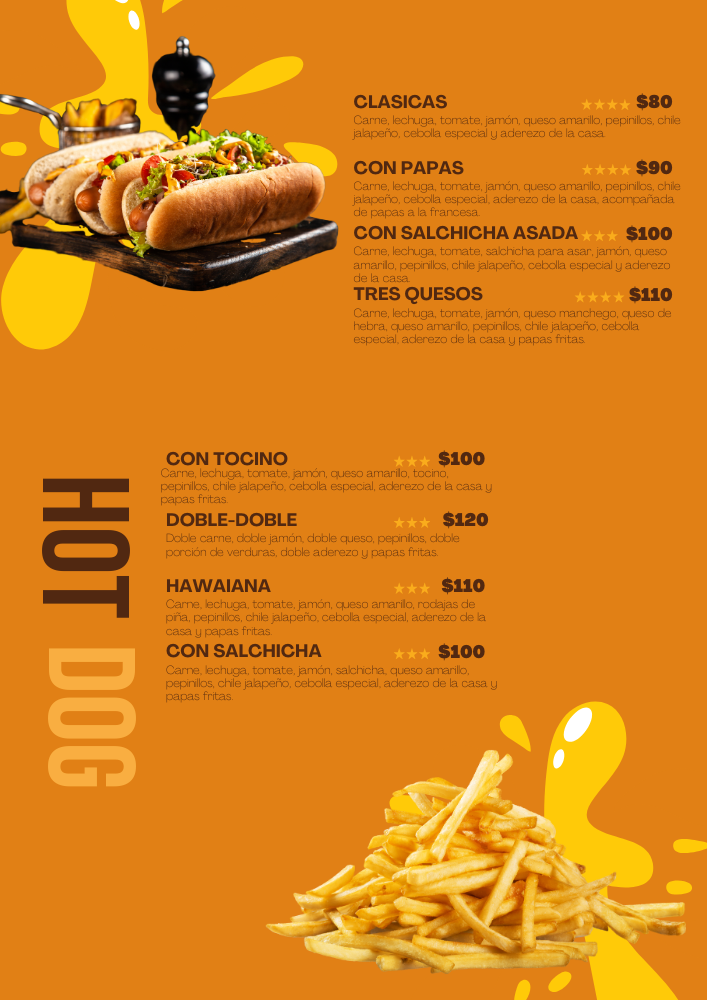 CLASICAS ★★★★ $80
Carne, lechuga, tomate, jamón, queso amarillo, pepinillos, chile
jalapeño, cebolla especial y aderezo de la casa.
CON PAPAS ★★★★ $90
Carne, lechuga, tomate, jamón, queso amarillo, pepinillos, chile
jalapeño, cebolla especial, aderezo de la casa, acompañada
de papas a la francesa.
CON SALCHICHA ASADA ★★★ $100
Carne, lechuga, tomate, salchicha para asar, jamón, queso
amarillo, pepinillos, chile jalapeño, cebolla especial y aderezo
de la casa.
TRES QUESOS ★★★★ $110
Carne, lechuga, tomate, jamón, queso manchego, queso de
hebra, queso amarillo, pepinillos, chile jalapeño, cebolla
especial, aderezo de la casa y papas fritas.
CON TOCINO ★★★ $100
Carne, lechuga, tomate, jamón, queso amarillo, tocino,
pepinillos, chile jalapeño, cebolla especial, aderezo de la casa y
papas fritas.
DOBLE-DOBLE ★★★ $120
Doble carne, doble jamón, doble queso, pepinillos, doble
porción de verduras, doble aderezo y papas fritas.
HAWAIANA ★★★ $110
Carne, lechuga, tomate, jamón, queso amarillo, rodajas de
piña, pepinillos, chile jalapeño, cebolla especial, aderezo de la
casa y papas fritas.
CON SALCHICHA ★★★ $100
Carne, lechuga, tomate, jamón, salchicha, queso amarillo,
pepinillos, chile jalapeño, cebolla especial, aderezo de la casa y
papas fritas.
HOT DOG